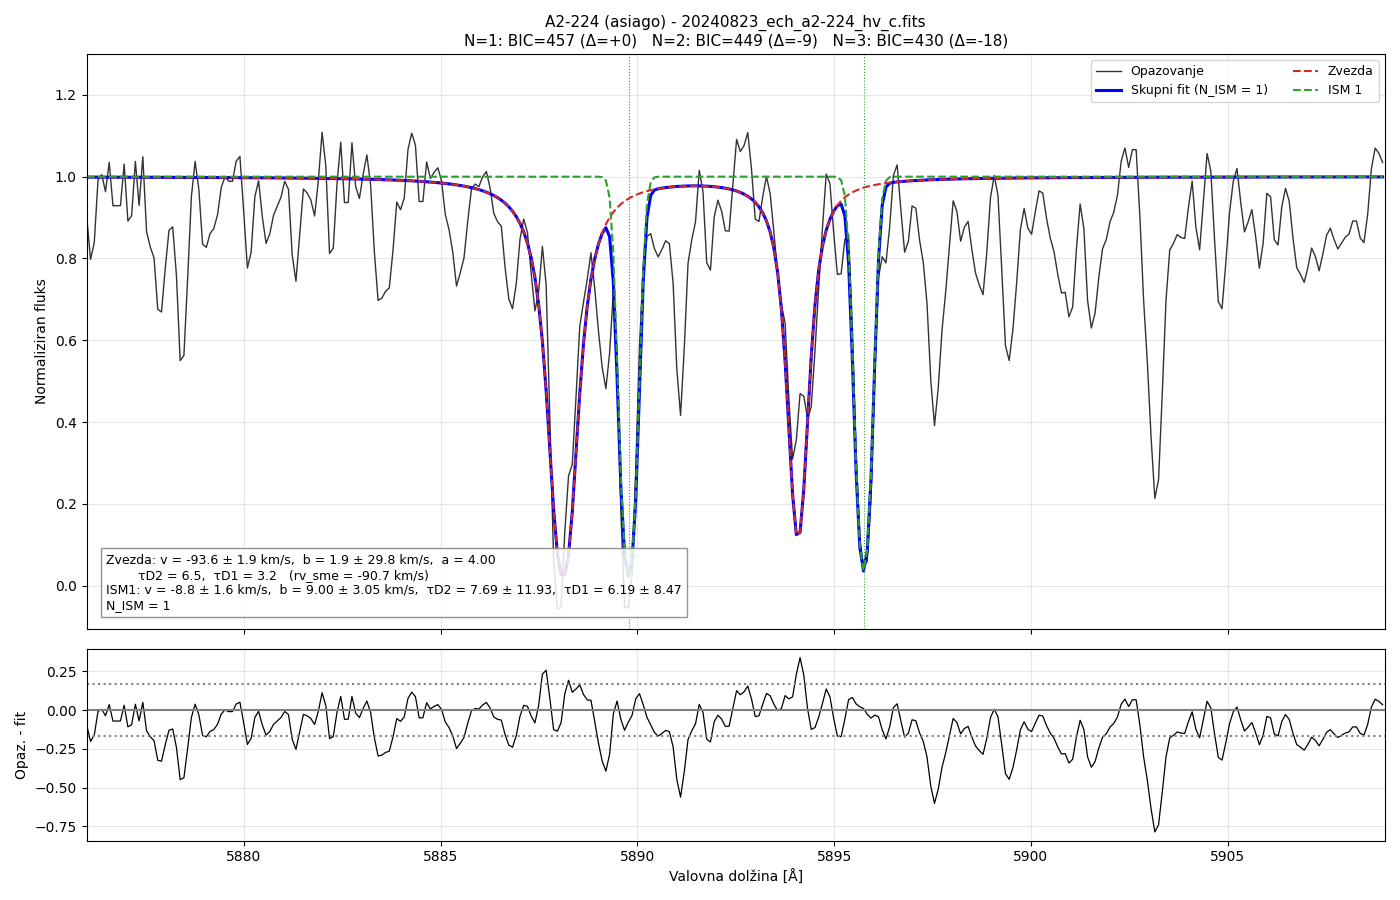 A2-224 (asiago) - 20240823_ech_a2-224_hv_c.fits
N=1: BIC=457 (Δ=+0)   N=2: BIC=449 (Δ=-9)   N=3: BIC=430 (Δ=-18)
Opazovanje
Skupni fit (N_ISM = 1)
Zvezda
ISM 1
Normaliziran fluks
1.2
1.0
0.8
0.6
0.4
0.2
0.0
Zvezda: v = -93.6 ± 1.9 km/s,  b = 1.9 ± 29.8 km/s,  a = 4.00
τD2 = 6.5,  τD1 = 3.2   (rv_sme = -90.7 km/s)
ISM1: v = -8.8 ± 1.6 km/s,  b = 9.00 ± 3.05 km/s,  τD2 = 7.69 ± 11.93,  τD1 = 6.19 ± 8.47
N_ISM = 1
Opaz. - fit
0.25
0.00
−0.25
−0.50
−0.75
5880
5885
5890
5895
5900
5905
Valovna dolžina [Å]